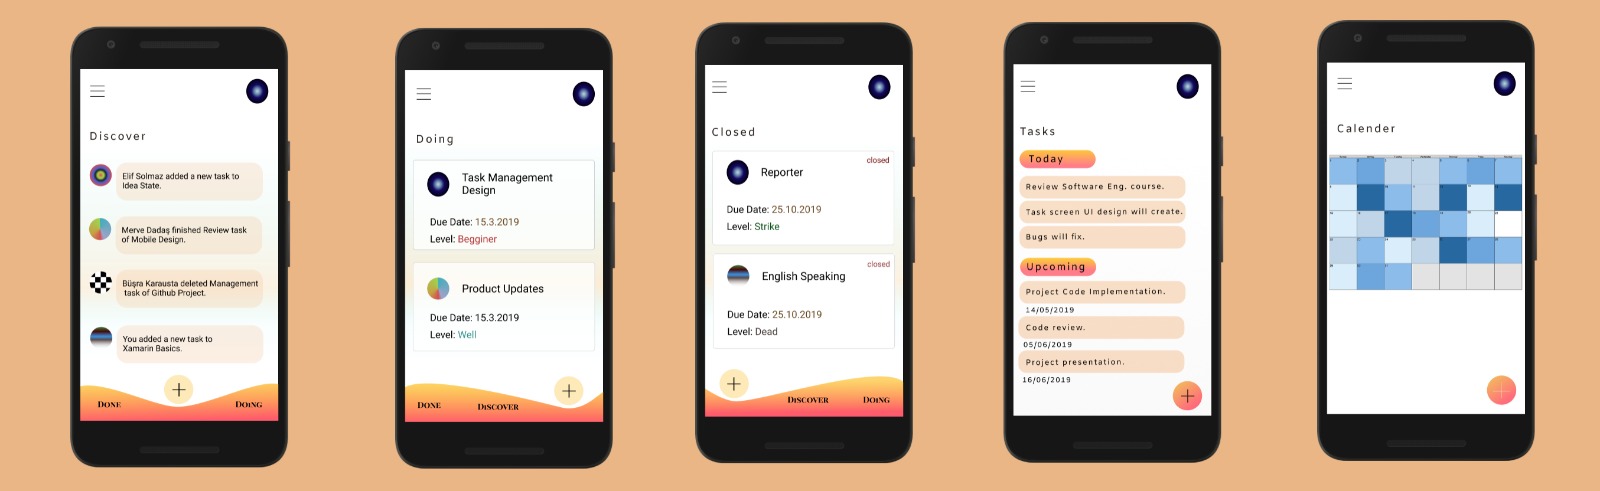 Discover
Elif Solmaz added a new task to
Idea State.
Merve Dadaş finished Review task
of Mobile Design.
Büşra Karausta deleted Management
task of Github Project.
You added a new task to
Xamarin Basics.
DONE
DOING
Doing
Task Management
Design
Due Date: 15.3.2019
Level: Begginer
Product Updates
Due Date: 15.3.2019
Level: Well
DONE
DISCOVER
Closed
closed
Reporter
Due Date: 25.10.2019
Level: Strike
closed
English Speaking
Due Date: 25.10.2019
Level: Dead
DISCOVER
DOING
Tasks
Today
Review Software Eng. course.
Task screen UI design will create.
Bugs will fix.
Upcoming
Project Code Implementation.
14/05/2019
Code review.
05/06/2019
Project presentation.
16/06/2019
Calender